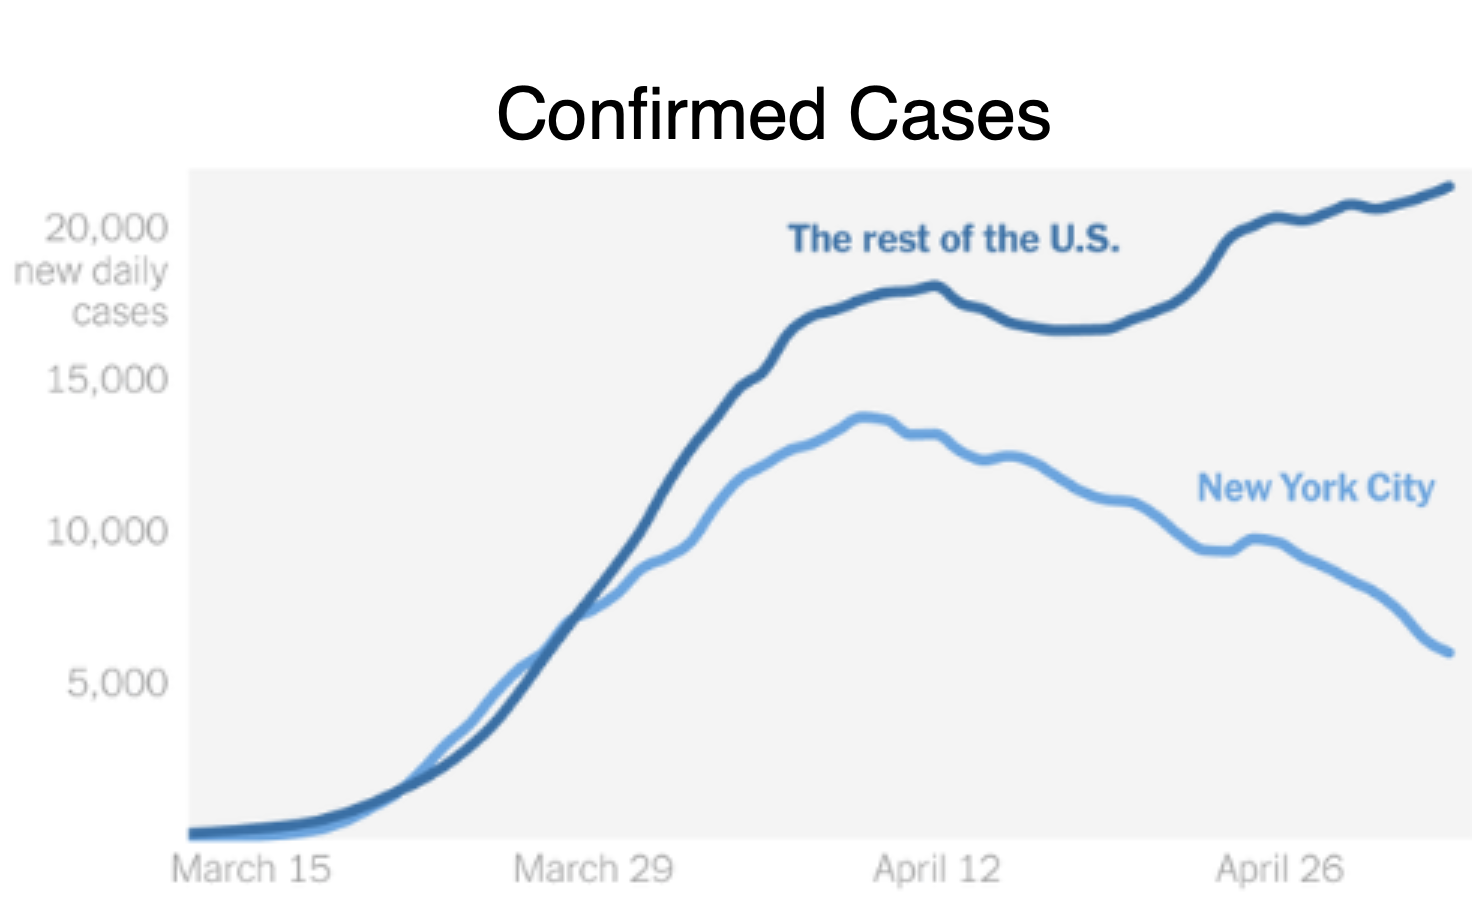 Confirmed Cases
20,000
new daily
cases
15,000
10,000
5,000
The rest of the U.S.
New York City
March 15
March 29
April 12
April 26